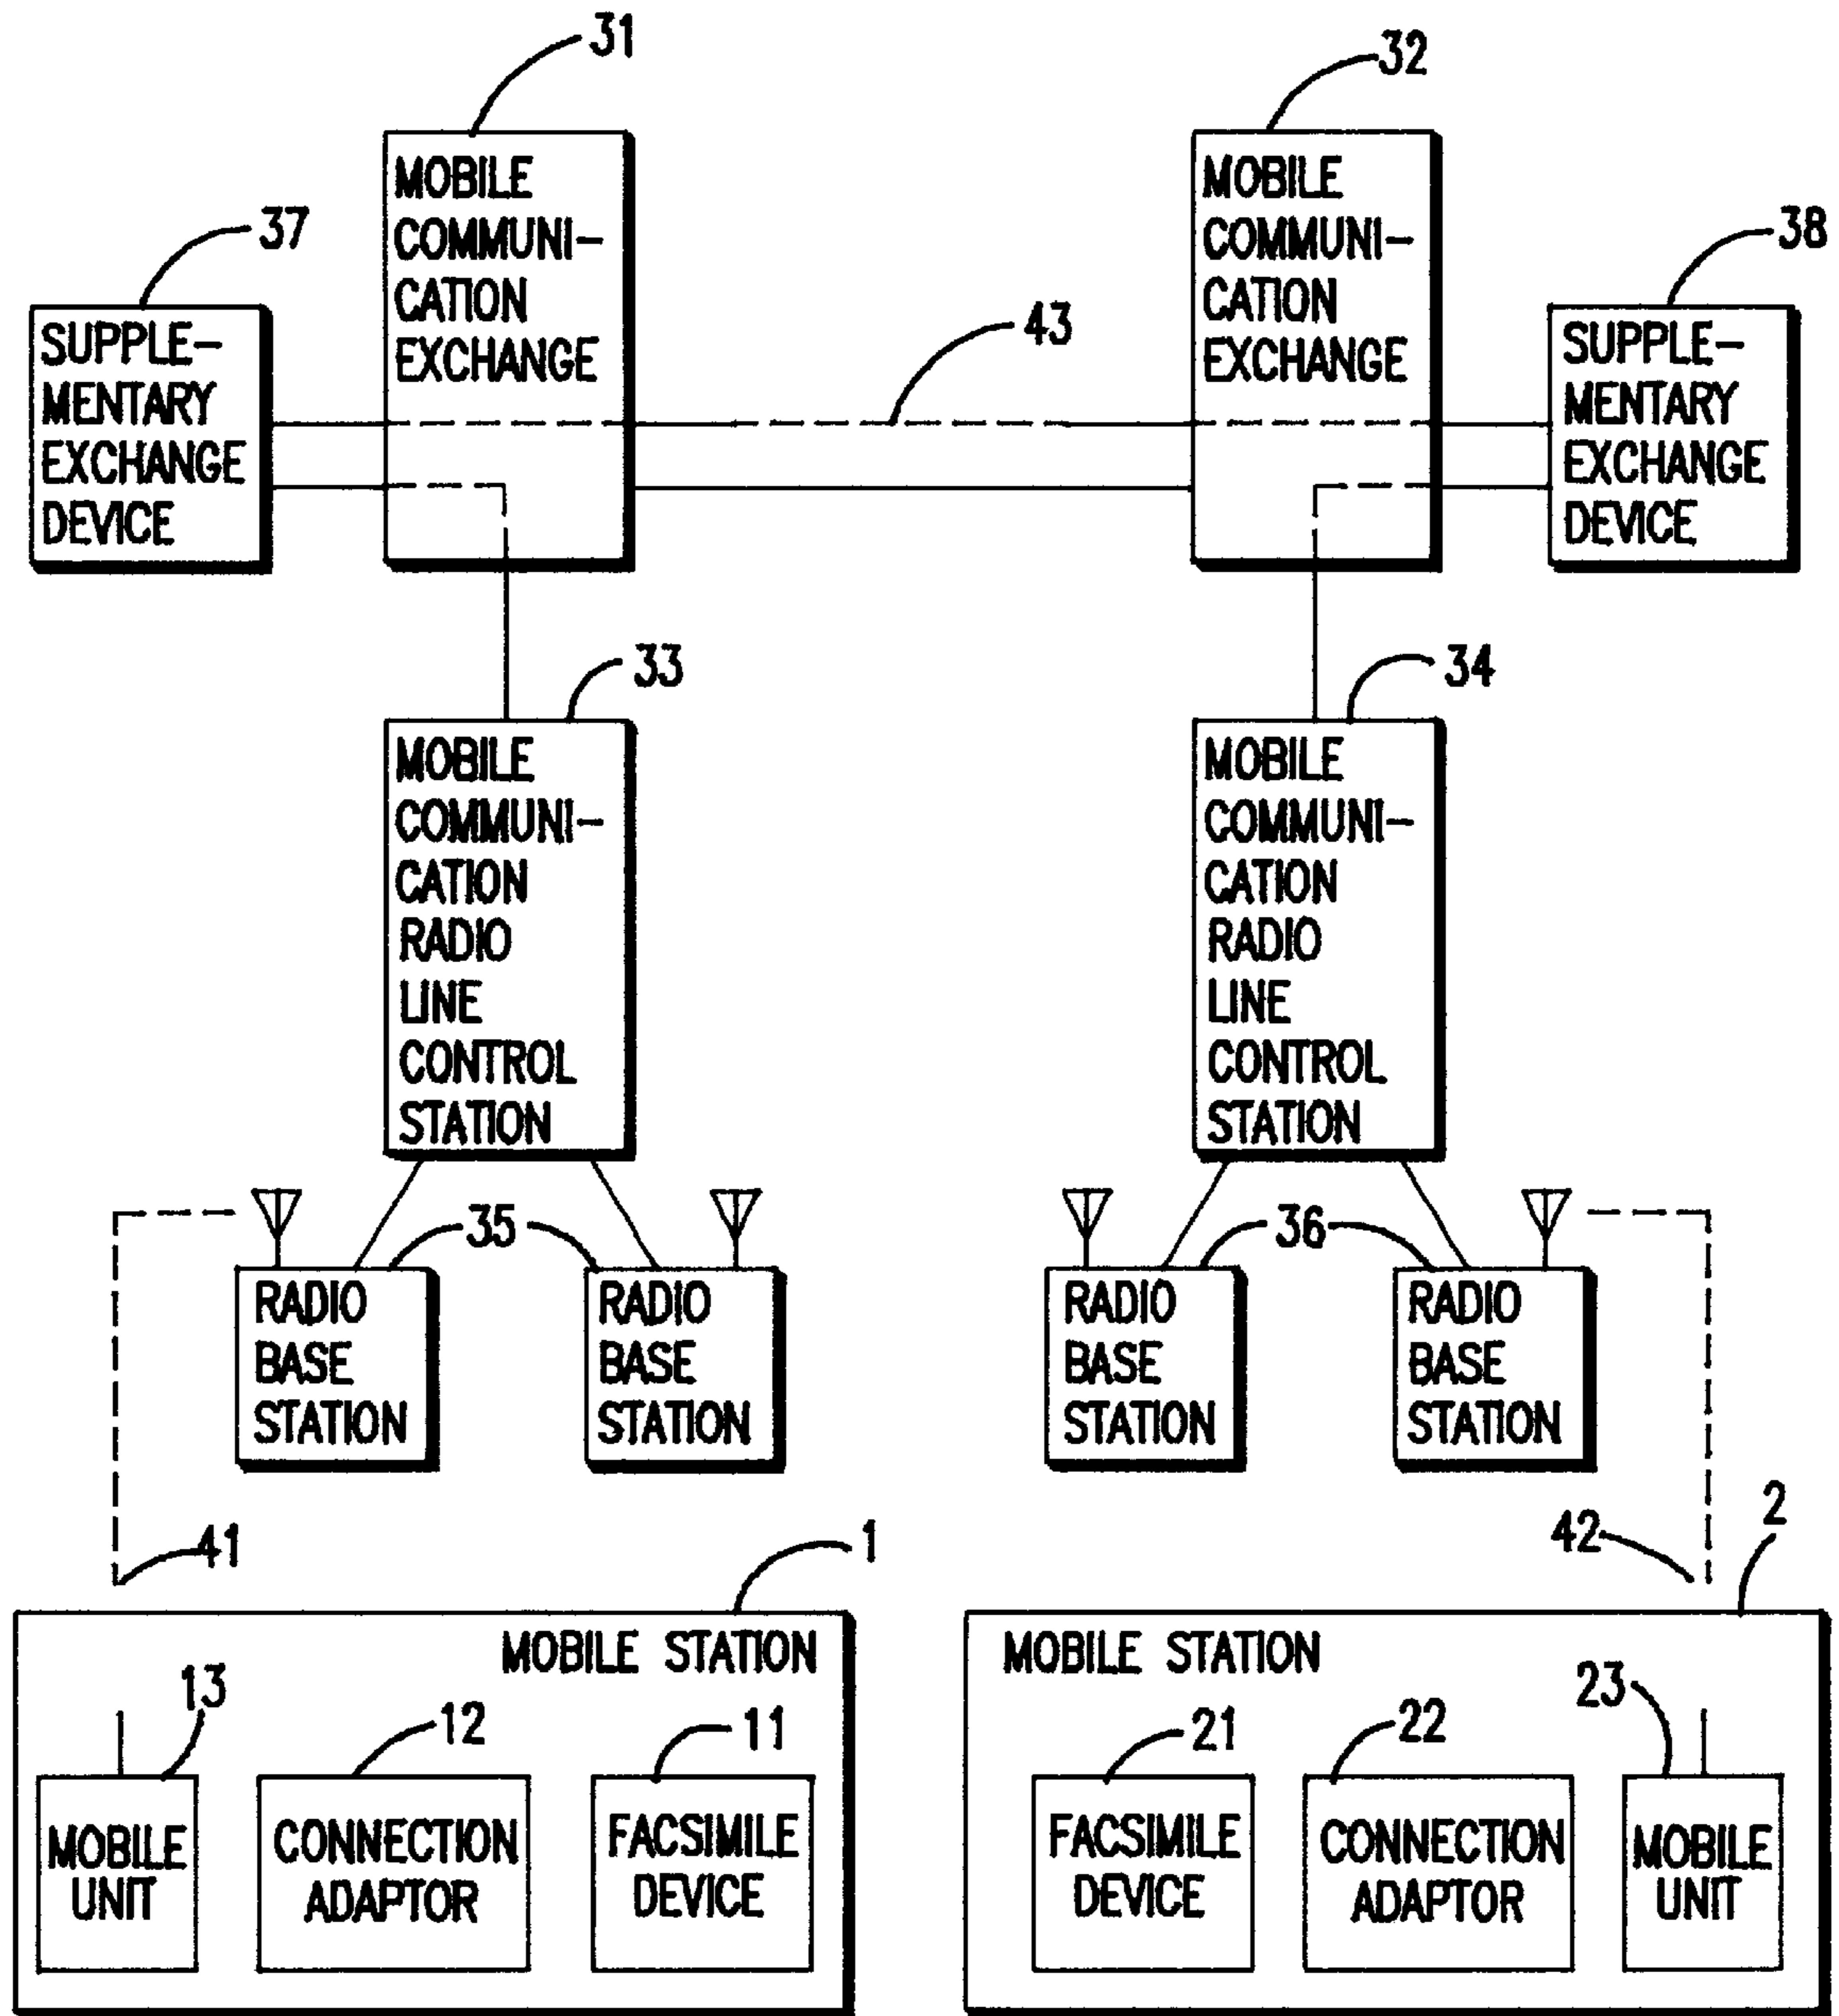 31
32
37
38
MOBILE
COMMUNI-
CATION
EXCHANGE
MOBILE
COMMUNI-
CATION
EXCHANGE
SUPPLE-
MENTARY
EXCHANGE
DEVICE
43
SUPPLE-
MENTARY
EXCHANGE
DEVICE
33
34
MOBILE
COMMUNI-
CATION
RADIO
LINE
CONTROL
STATION
MOBILE
COMMUNI-
CATION
RADIO
LINE
CONTROL
STATION
35
36
RADIO
BASE
STATION
RADIO
BASE
STATION
RADIO
BASE
STATION
RADIO
BASE
STATION
41
1
42
2
MOBILE STATION
13
12
11
MOBILE
UNIT
CONNECTION
ADAPTOR
FACSIMILE
DEVICE
MOBILE STATION
21
22
23
FACSIMILE
DEVICE
CONNECTION
ADAPTOR
MOBILE
UNIT